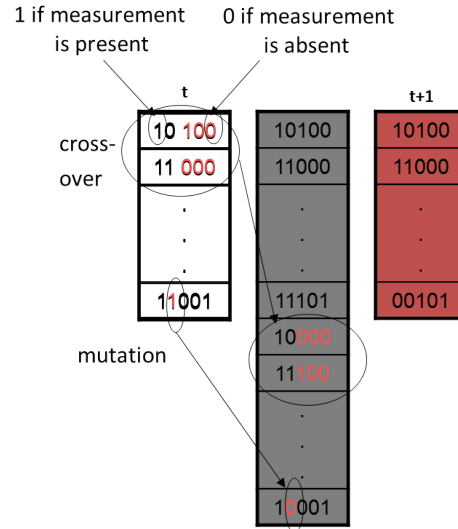 1 if measurement
is present
0 if measurement
is absent
t
t+1
cross-
over
10 100
11 000
.
.
.
11001
mutation
10100
11000
.
.
.
11101
10000
11100
.
.
.
10001
10100
11000
.
.
.
00101